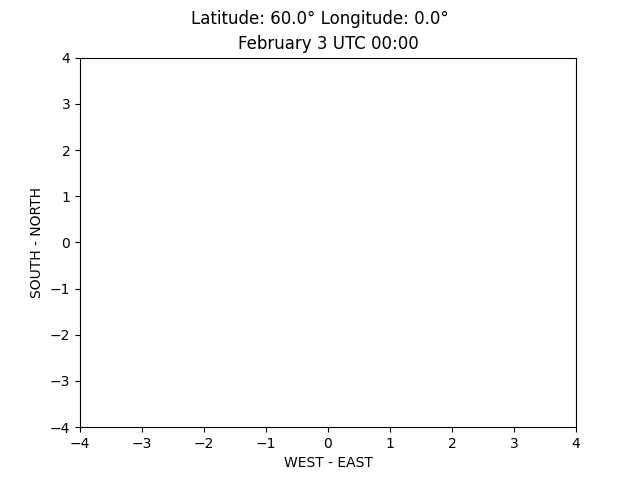 Latitude: 60.0° Longitude: 0.0°
February 3 UTC 00:00
4
3
2
1
0
−1
−2
−3
−4
SOUTH - NORTH
−4 −3 −2 −1 0 1 2 3 4
WEST - EAST